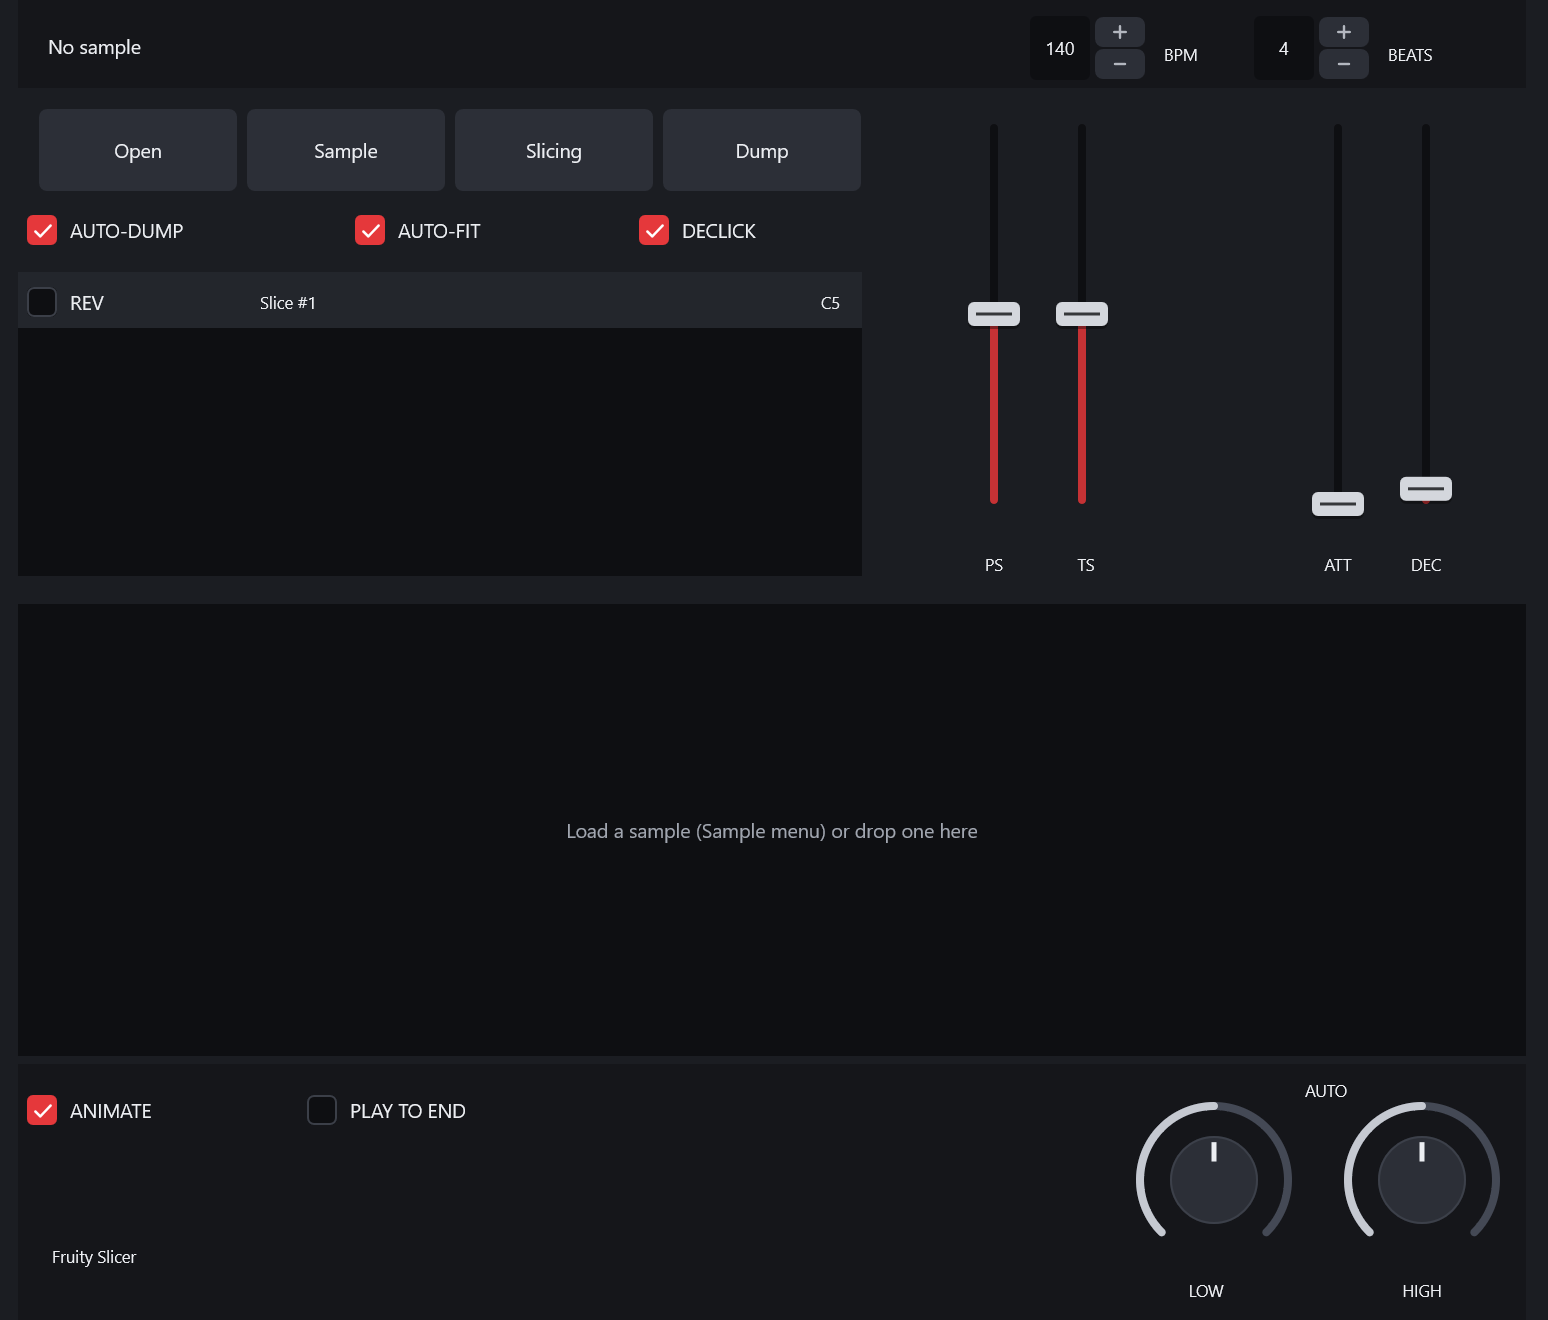 No sample
140
BPM
4
BEATS
Open
Sample
Slicing
Dump
AUTO-DUMP
AUTO-FIT
DECLICK
REV
Slice #1
C5
PS
TS
ATT
DEC
Load a sample (Sample menu) or drop one here
ANIMATE
PLAY TO END
AUTO
Fruity Slicer
LOW
HIGH